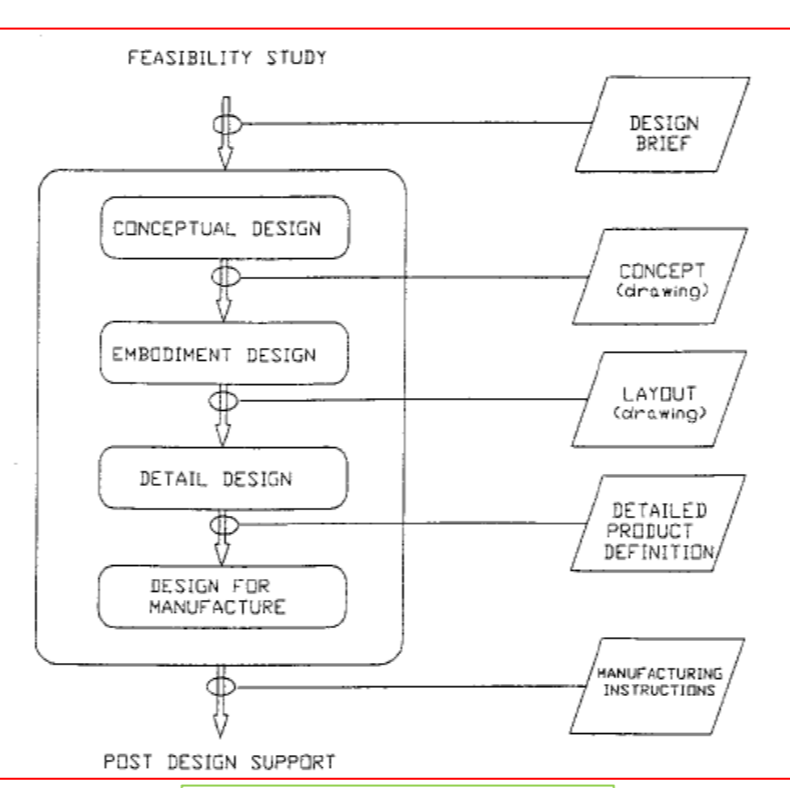 FEASIBILITY STUDY
DESIGN
BRIEF
CONCEPTUAL DESIGN
CONCEPT
(drawing)
EMBODIMENT DESIGN
LAYOUT
(drawing)
DETAIL DESIGN
DETAILED
PRODUCT
DEFINITION
DESIGN FOR
MANUFACTURE
MANUFACTURING
INSTRUCTIONS
POST DESIGN SUPPORT